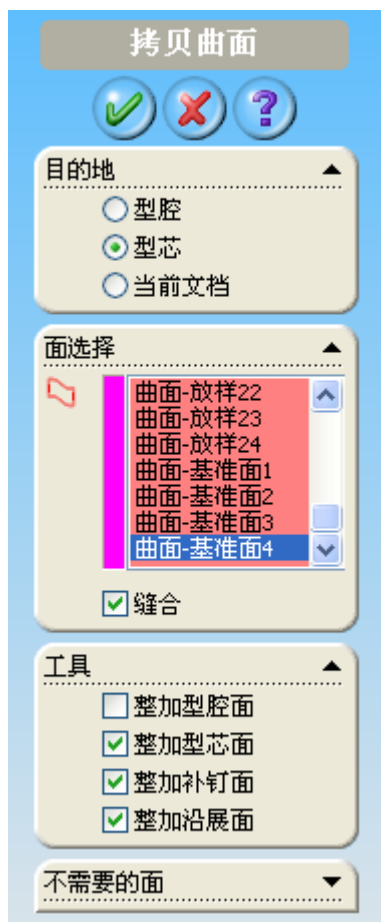 拷贝曲面
?
目的地
型腔
型芯
当前文档
面选择
曲面-放样22
曲面-放样23
曲面-放样24
曲面-基准面1
曲面-基准面2
曲面-基准面3
曲面-基准面4
缝合
工具
整加型腔面
整加型芯面
整加补钉面
整加沿展面
不需要的面